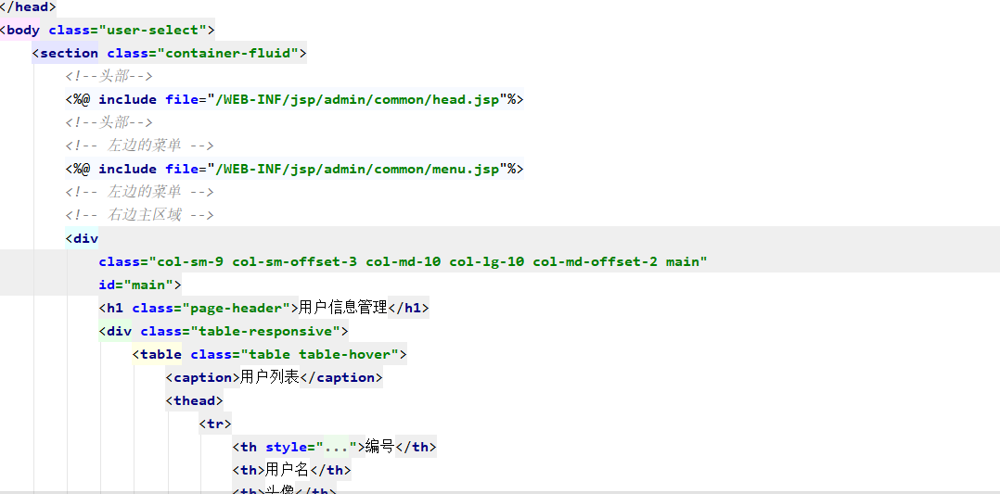 </head>
<body class="user-select">
<section class="container-fluid">
<!--头部-->
<%@ include file="/WEB-INF/jsp/admin/common/head.jsp"%>
<!--头部-->
<!-- 左边的菜单 -->
<%@ include file="/WEB-INF/jsp/admin/common/menu.jsp"%>
<!-- 左边的菜单 -->
<!-- 右边主区域 -->
<div
class="col-sm-9 col-sm-offset-3 col-md-10 col-lg-10 col-md-offset-2 main"
id="main">
<h1 class="page-header">用户信息管理</h1>
<div class="table-responsive">
<table class="table table-hover">
<caption>用户列表</caption>
<thead>
<tr>
<th style="...">编号</th>
<th>用户名</th>
<th>头像</th>